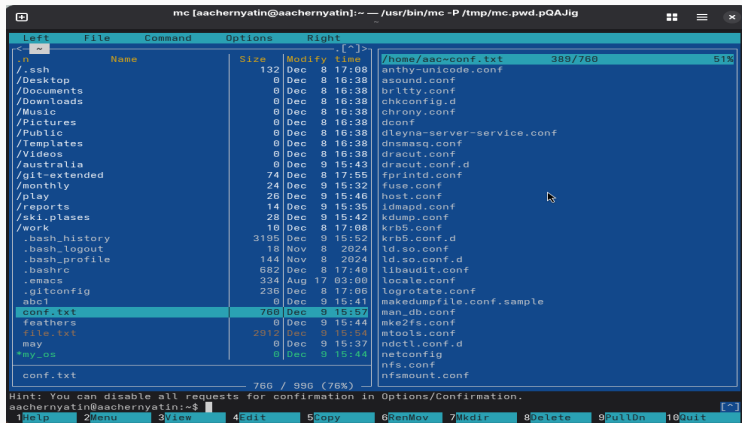 mc [aachernyatin@aachernyatin]:~ — /usr/bin/mc -P /tmp/mc.pwd.pQAJig
~
Left File Command Options Right
<─ ~ ─.[^]>
.n Name Size Modify time
/.ssh 132 Dec 8 17:08
/Desktop 0 Dec 8 16:38
/Documents 0 Dec 8 16:38
/Downloads 0 Dec 8 16:38
/Music 0 Dec 8 16:38
/Pictures 0 Dec 8 16:38
/Public 0 Dec 8 16:38
/Templates 0 Dec 8 16:38
/Videos 0 Dec 8 16:38
/australia 0 Dec 9 15:43
/git-extended 74 Dec 8 17:55
/monthly 24 Dec 9 15:32
/play 26 Dec 9 15:46
/reports 14 Dec 9 15:35
/ski.plases 28 Dec 9 15:42
/work 10 Dec 8 17:08
.bash_history 3195 Dec 9 15:52
.bash_logout 18 Nov 8 2024
.bash_profile 144 Nov 8 2024
.bashrc 682 Dec 8 17:40
.emacs 334 Aug 17 03:00
.gitconfig 236 Dec 8 17:06
abc1 0 Dec 9 15:41
conf.txt 760 Dec 9 15:57
feathers 0 Dec 9 15:44
file.txt 2912 Dec 9 15:54
may 0 Dec 9 15:37
*my_os 0 Dec 9 15:44
conf.txt
76G / 99G (76%)
/home/aac~conf.txt 389/760 51%
anthy-unicode.conf
asound.conf
brltty.conf
chkconfig.d
chrony.conf
dconf
dleyna-server-service.conf
dnsmasq.conf
dracut.conf
dracut.conf.d
fprintd.conf
fuse.conf
host.conf
idmapd.conf
kdump.conf
krb5.conf
krb5.conf.d
ld.so.conf
ld.so.conf.d
libaudit.conf
locale.conf
logrotate.conf
makedumpfile.conf.sample
man_db.conf
mke2fs.conf
mtools.conf
ndctl.conf.d
netconfig
nfs.conf
nfsmount.conf
Hint: You can disable all requests for confirmation in Options/Confirmation.
aachernyatin@aachernyatin:~$ [^]
1Help 2Menu 3View 4Edit 5Copy 6RenMov 7Mkdir 8Delete 9PullDn 10Quit